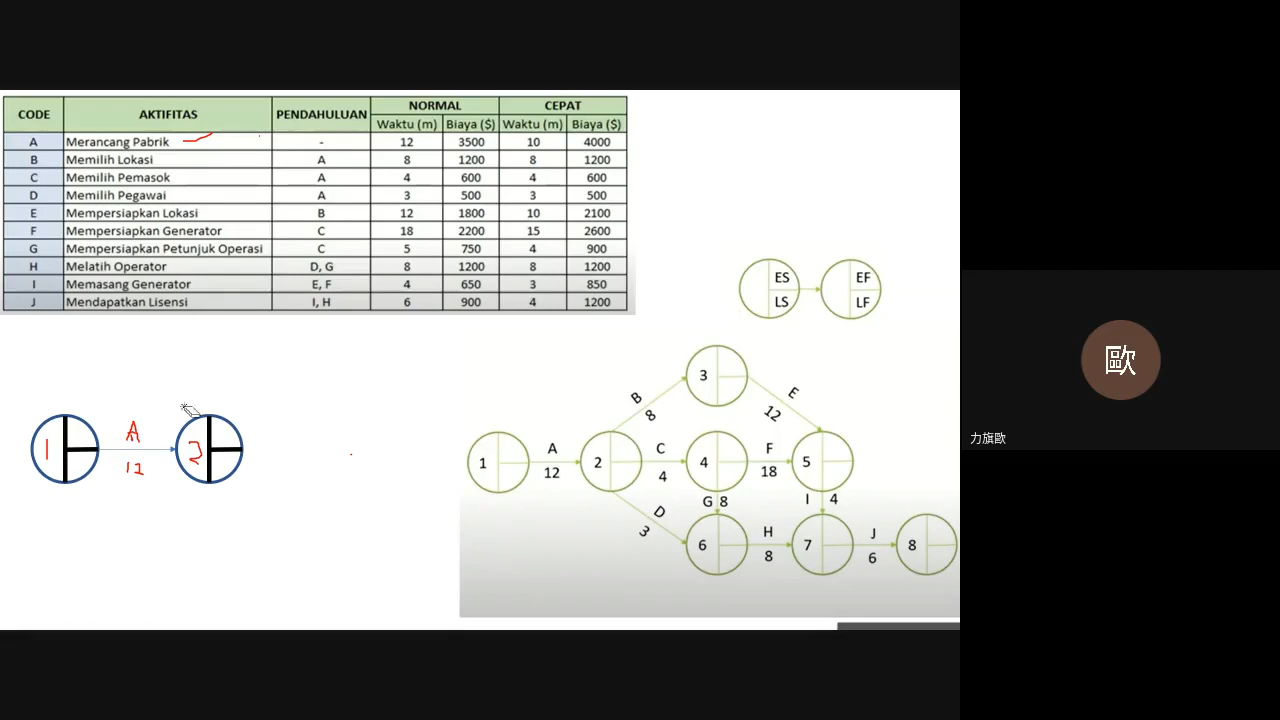 CODE AKTIFITAS PENDAHULUAN NORMAL CEPAT
Waktu (m) Biaya ($) Waktu (m) Biaya ($)
A Merancang Pabrik - 12 3500 10 4000
B Memilih Lokasi A 8 1200 8 1200
C Memilih Pemasok A 4 600 4 600
D Memilih Pegawai A 3 500 3 500
E Mempersiapkan Lokasi B 12 1800 10 2100
F Mempersiapkan Generator C 18 2200 15 2600
G Mempersiapkan Petunjuk Operasi C 5 750 4 900
H Melatih Operator D, G 8 1200 8 1200
I Memasang Generator E, F 4 650 3 850
J Mendapatkan Lisensi I, H 6 900 4 1200
ES EF
LS LF
1 A 2
12
3
B E
8 12
1 A 2 C 4 F 5
12 4 18
G 8 I 4
D
3
6 H 7 J 8
8 6
歐
力旗歐